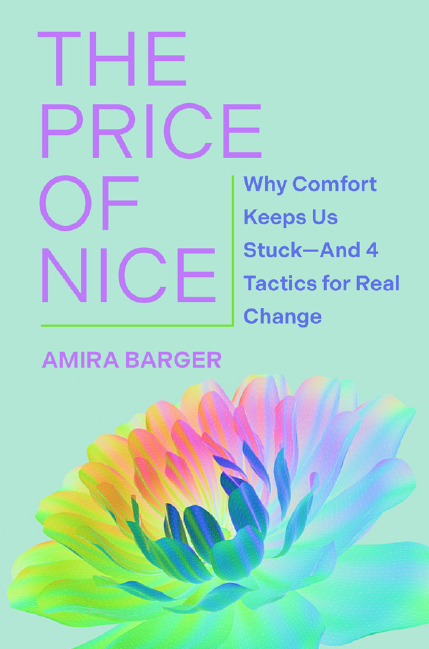 THE
PRICE
OF
NICE
Why Comfort
Keeps Us
Stuck—And 4
Tactics for Real
Change
AMIRA BARGER